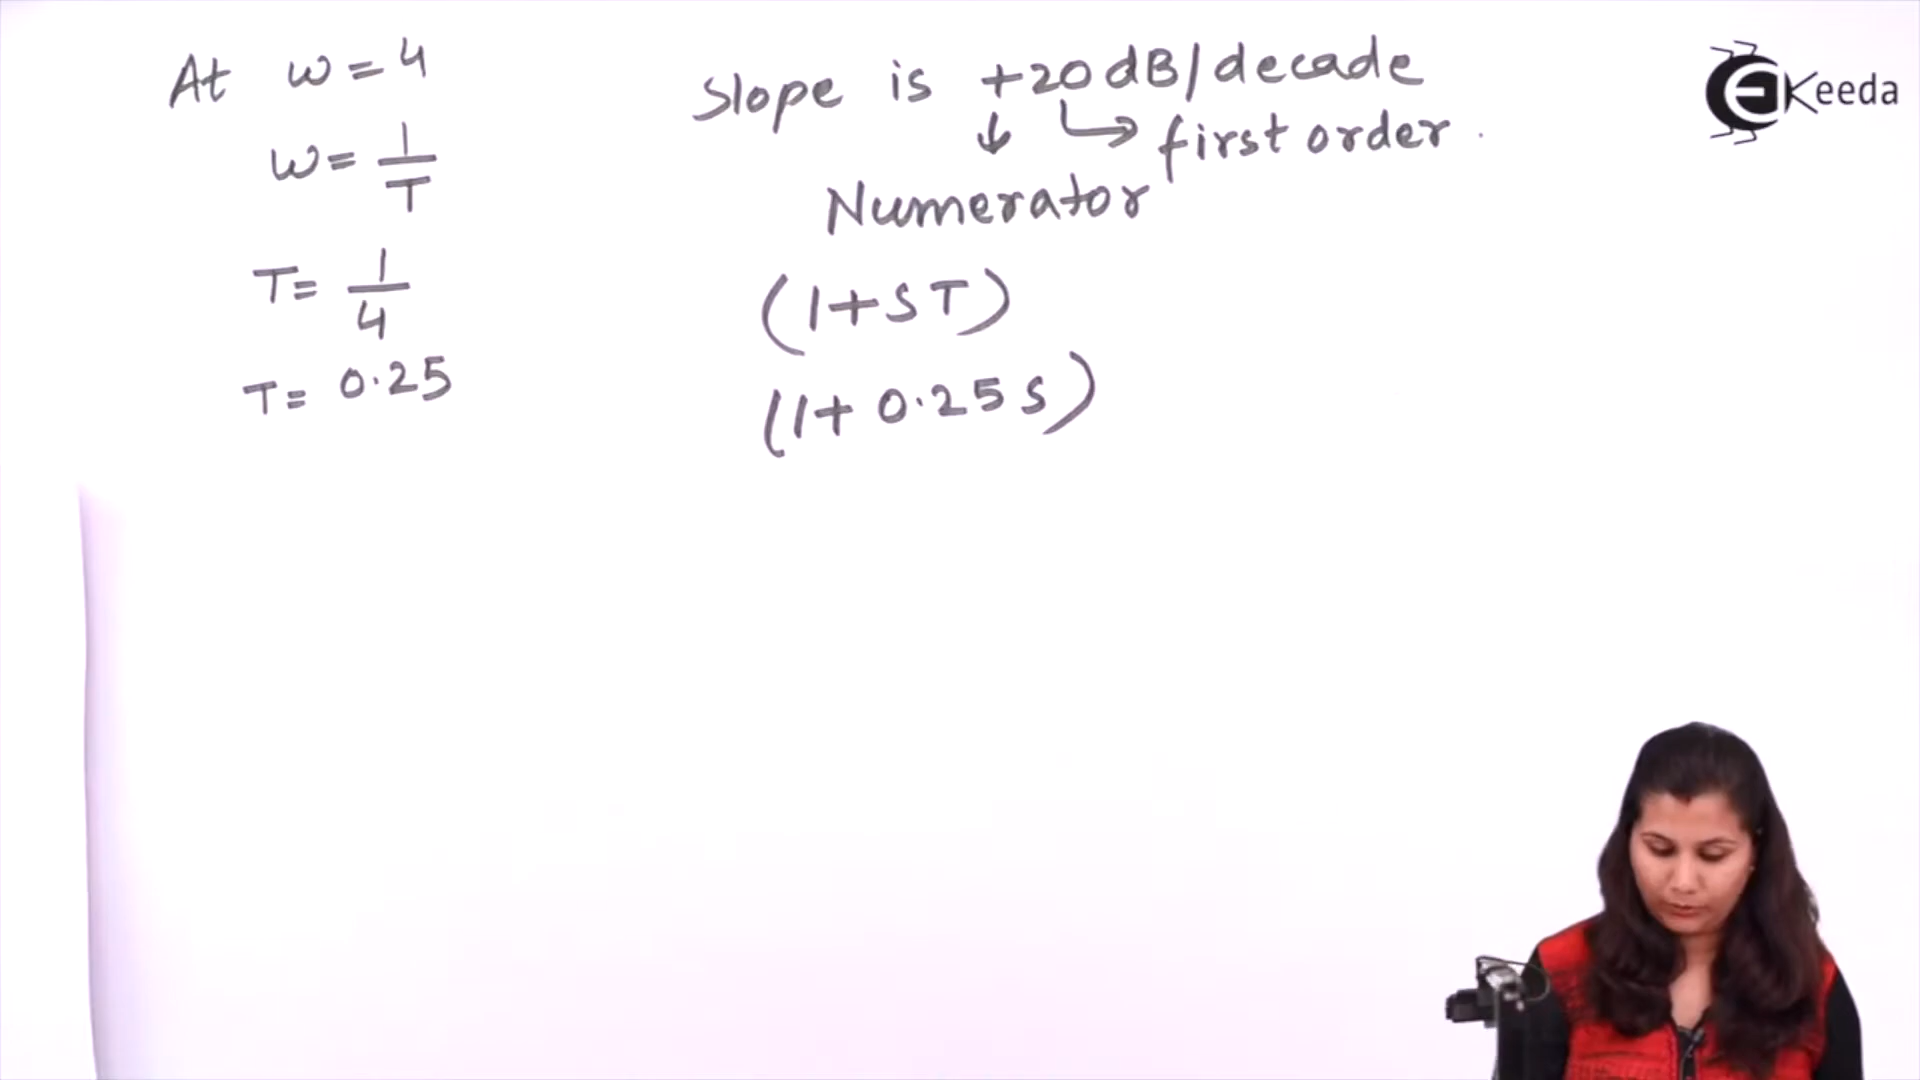 At w = 4
w = 1/T
T = 1/4
T = 0.25
Slope is +20 dB/decade
↓ ↳ first order.
Numerator
(1+ST)
(1+ 0.25 S)
Ekeeda